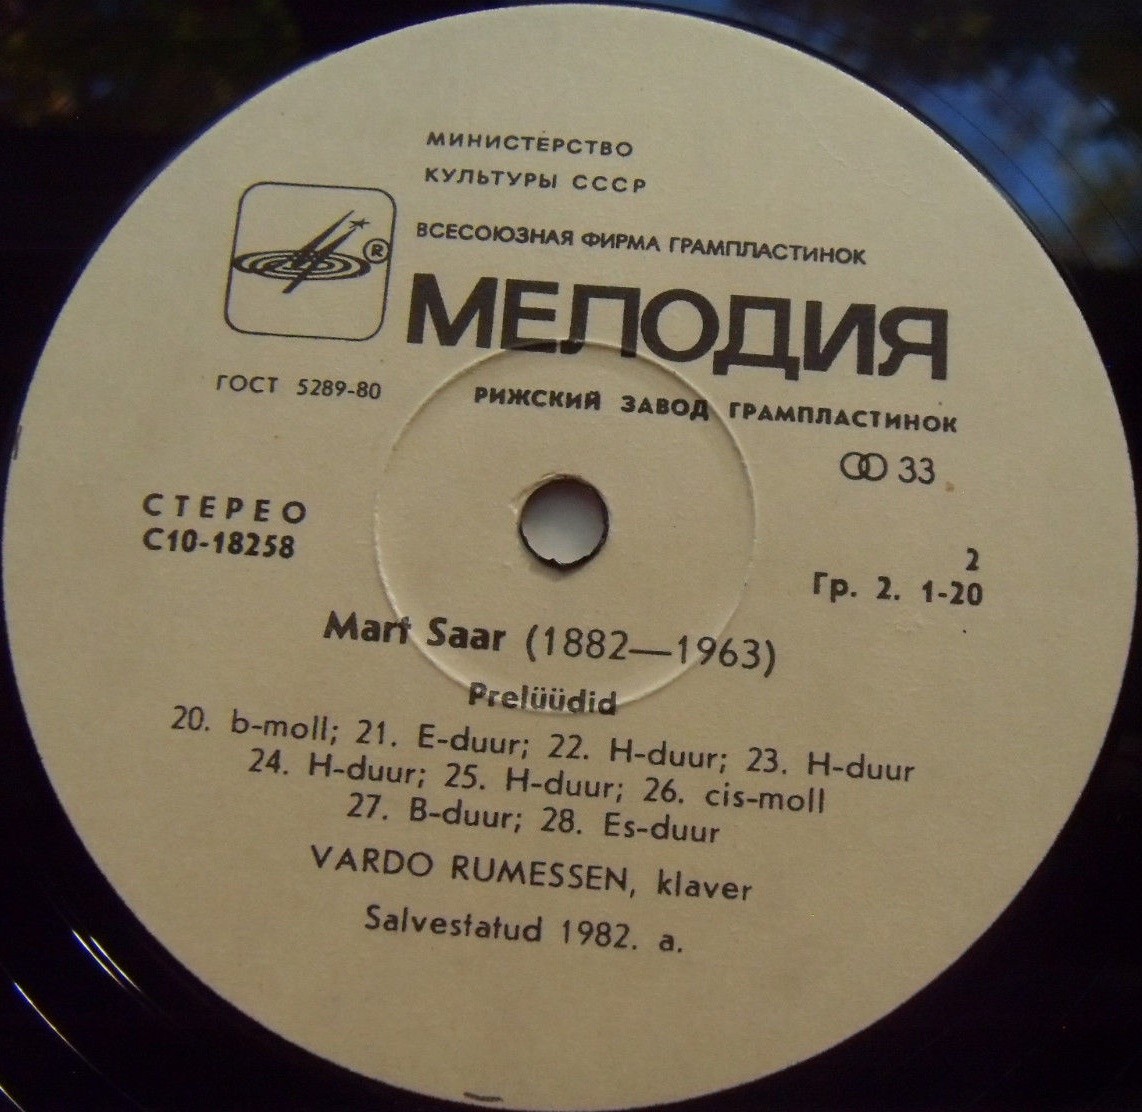 МИНИСТЕРСТВО
КУЛЬТУРЫ СССР
ВСЕСОЮЗНАЯ ФИРМА ГРАМПЛАСТИНОК
®
МЕЛОДИЯ
ГОСТ 5289-80
РИЖСКИЙ ЗАВОД ГРАМПЛАСТИНОК
33
СТЕРЕО
С10-18258
2
Гр. 2. 1-20
Mart Saar (1882—1963)
Prelüüdid
20. b-moll; 21. E-duur; 22. H-duur; 23. H-duur
24. H-duur; 25. H-duur; 26. cis-moll
27. B-duur; 28. Es-duur
VARDO RUMESSEN, klaver
Salvestatud 1982. a.